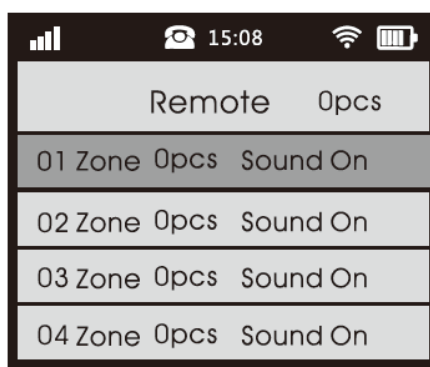 15:08
Remote 0pcs
01 Zone 0pcs Sound On
02 Zone 0pcs Sound On
03 Zone 0pcs Sound On
04 Zone 0pcs Sound On